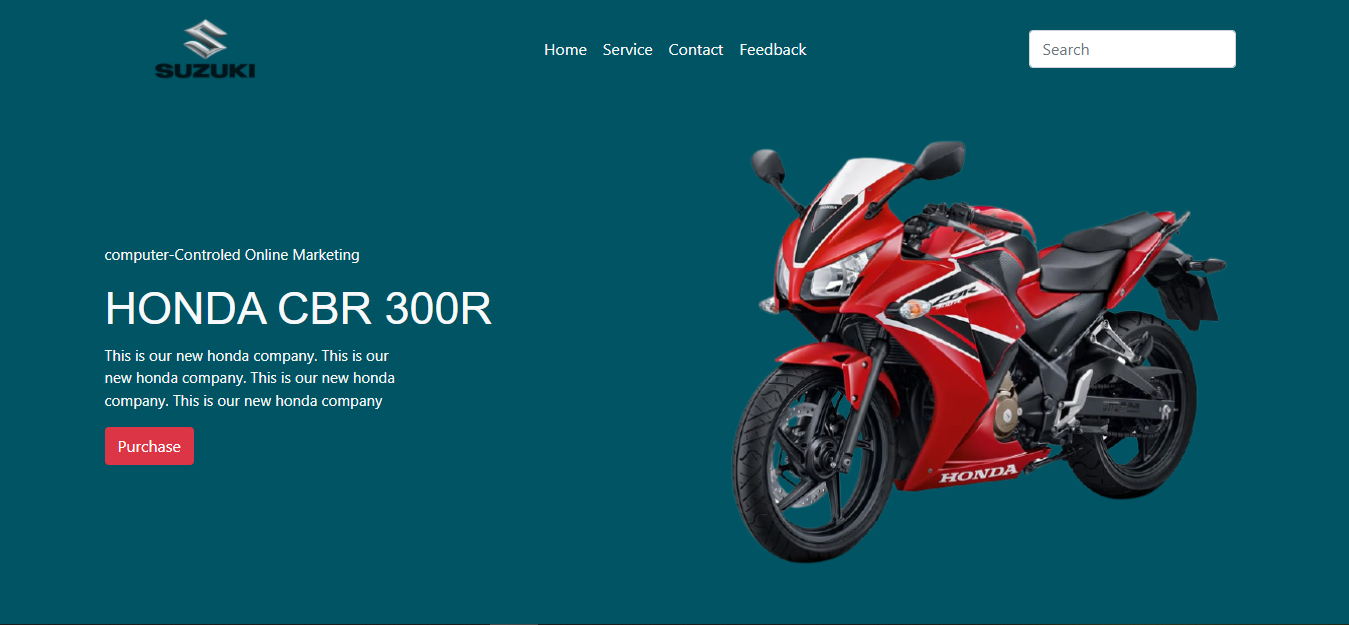 SUZUKI
Home Service Contact Feedback
Search
computer-Controled Online Marketing
HONDA CBR 300R
This is our new honda company. This is our
new honda company. This is our new honda
company. This is our new honda company
Purchase
HONDA
CBR
HONDA